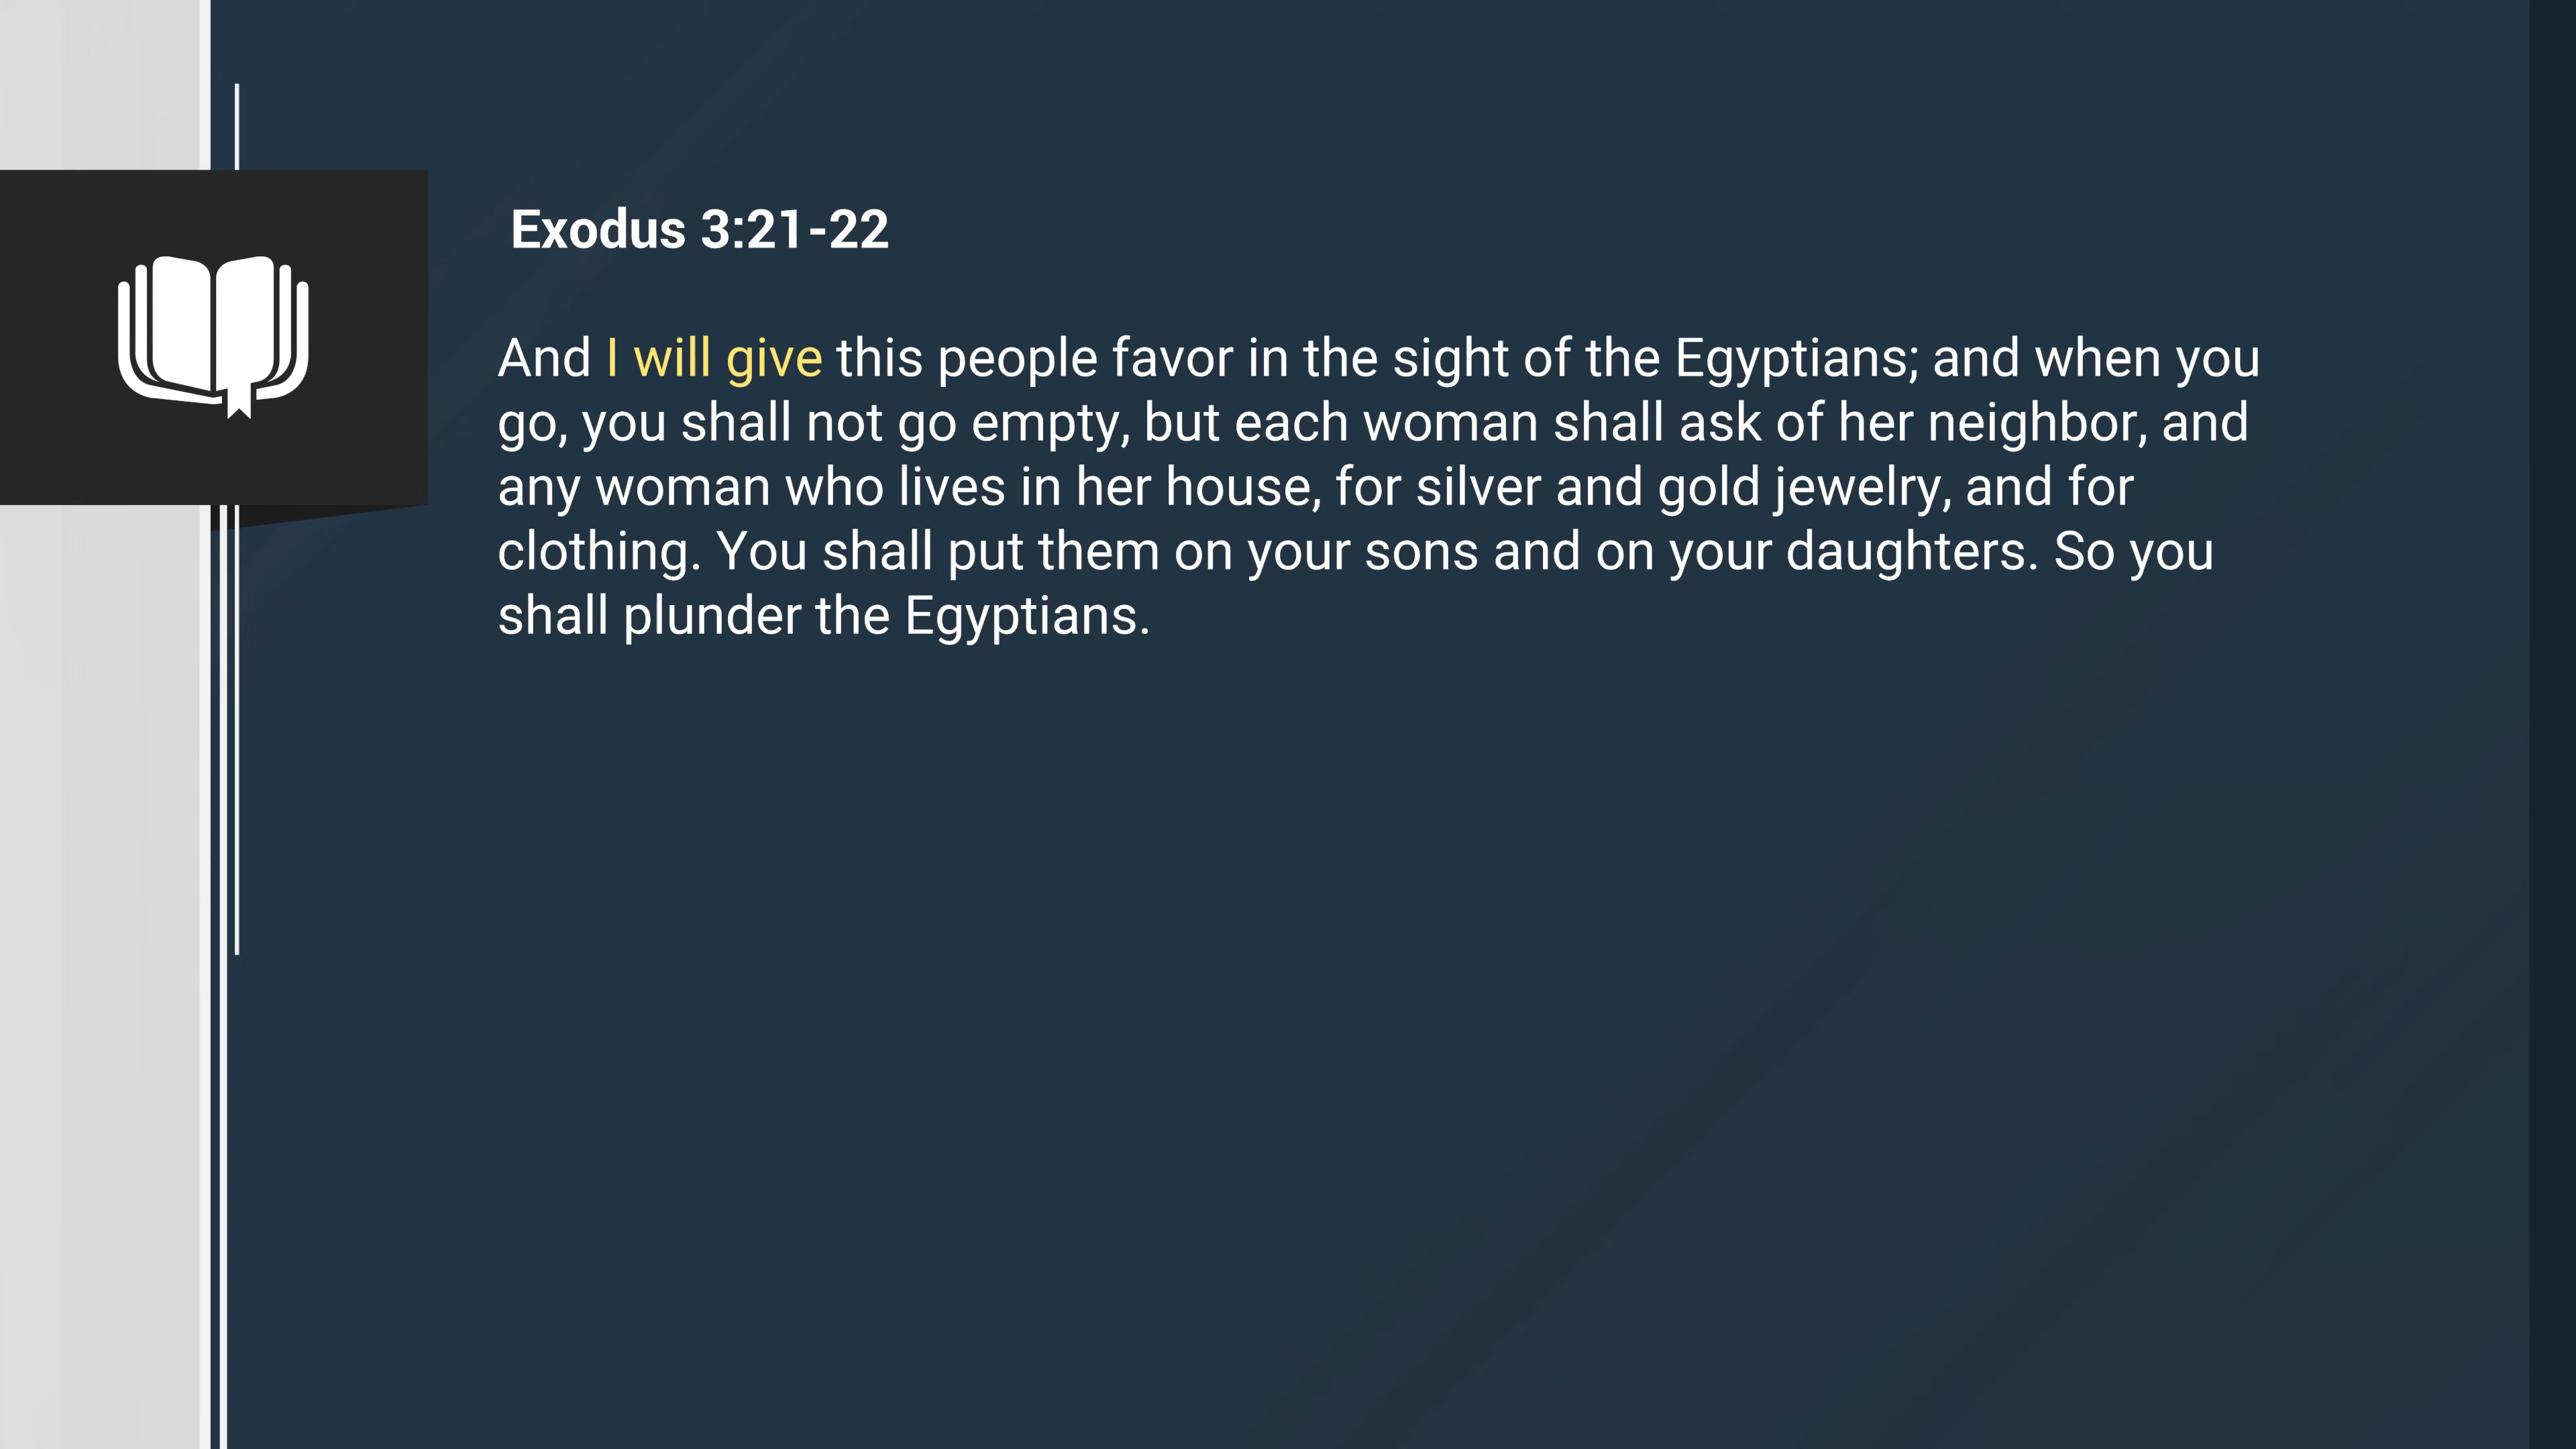 Exodus 3:21-22
And I will give this people favor in the sight of the Egyptians; and when you
go, you shall not go empty, but each woman shall ask of her neighbor, and
any woman who lives in her house, for silver and gold jewelry, and for
clothing. You shall put them on your sons and on your daughters. So you
shall plunder the Egyptians.